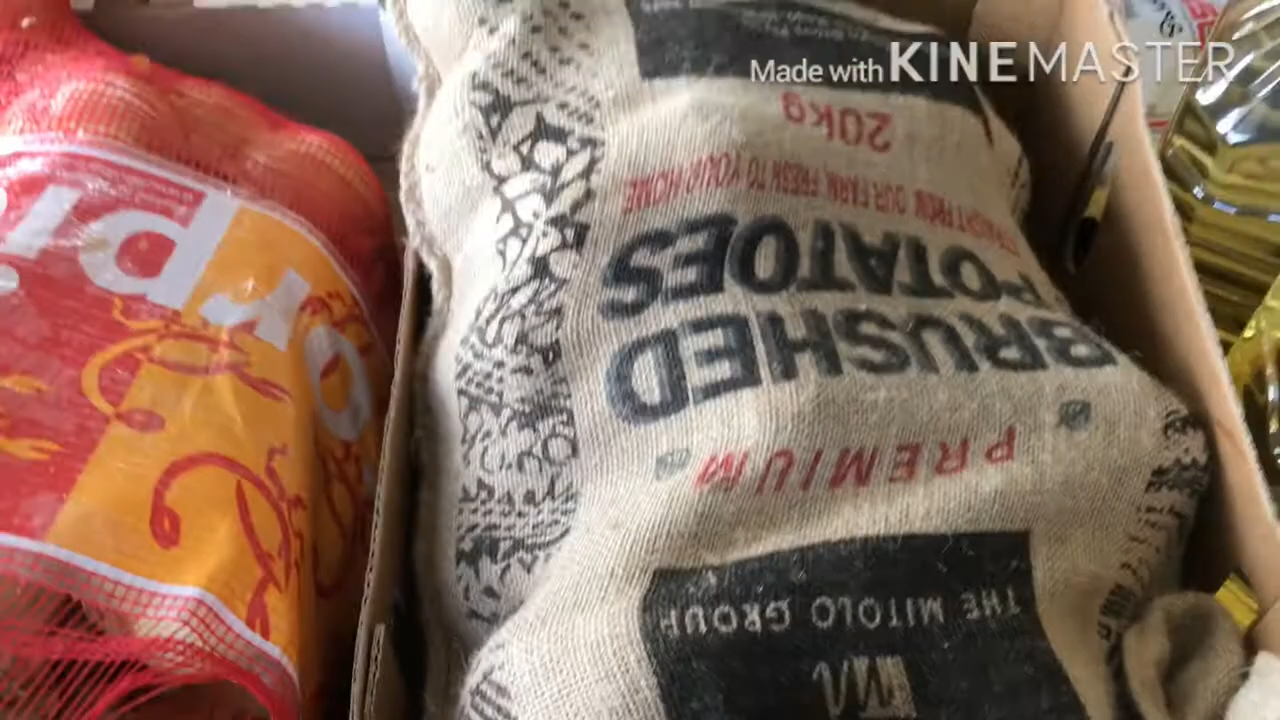 Made with KINEMASTER
THE MITOLO GROUP
PREMIUM
BRUSHED
POTATOES
STRAIGHT FROM OUR FARM FRESH TO YOUR HOME
20kg